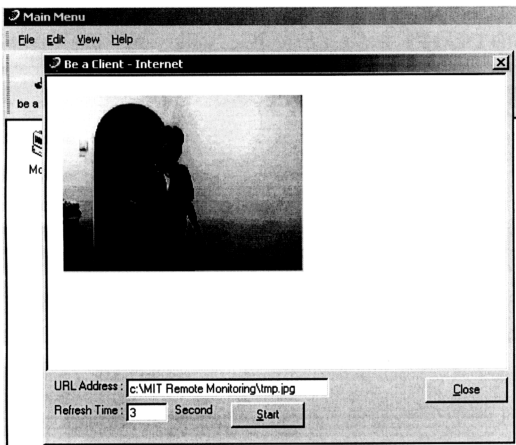 Main Menu
File Edit View Help
Be a Client - Internet
be a
Mo
URL Address : c:\MIT Remote Monitoring\tmp.jpg
Close
Refresh Time : 3 Second Start